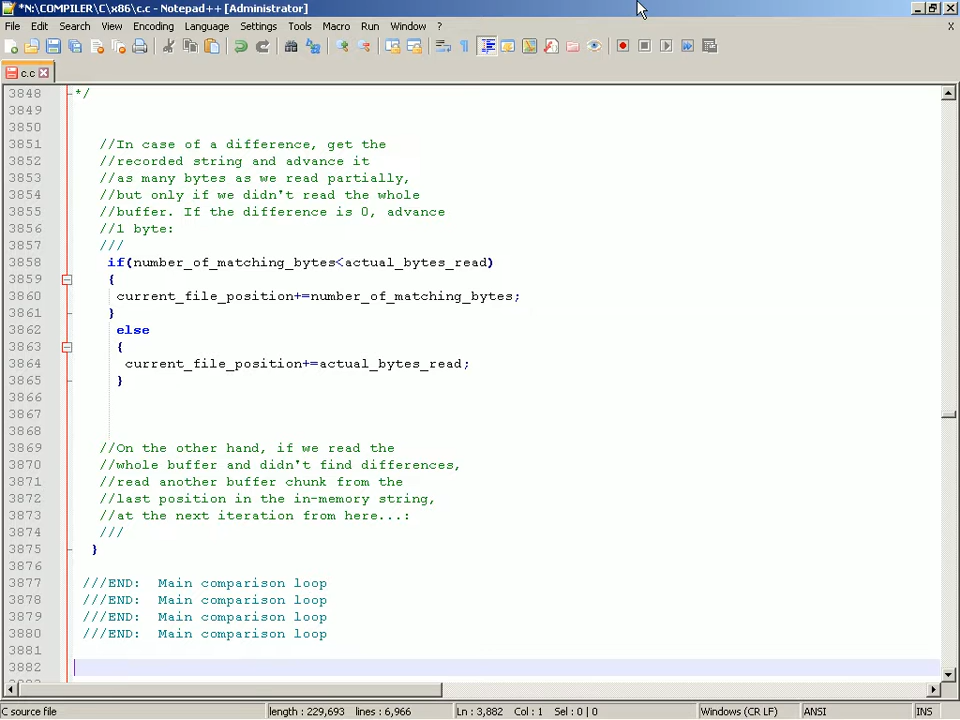 *N:\COMPILER\C\x86\c.c - Notepad++ [Administrator]
File Edit Search View Encoding Language Settings Tools Macro Run Window ? X
c.c
3848 */
3849
3850
3851 //In case of a difference, get the
3852 //recorded string and advance it
3853 //as many bytes as we read partially,
3854 //but only if we didn't read the whole
3855 //buffer. If the difference is 0, advance
3856 //1 byte:
3857 ///
3858 if(number_of_matching_bytes<actual_bytes_read)
3859 {
3860 current_file_position+=number_of_matching_bytes;
3861 }
3862 else
3863 {
3864 current_file_position+=actual_bytes_read;
3865 }
3866
3867
3868
3869 //On the other hand, if we read the
3870 //whole buffer and didn't find differences,
3871 //read another buffer chunk from the
3872 //last position in the in-memory string,
3873 //at the next iteration from here...:
3874 ///
3875 }
3876
3877 ///END:  Main comparison loop
3878 ///END:  Main comparison loop
3879 ///END:  Main comparison loop
3880 ///END:  Main comparison loop
3881
3882
C source file length : 229,693 lines : 6,966 Ln : 3,882 Col : 1 Sel : 0 | 0 Windows (CR LF) ANSI INS